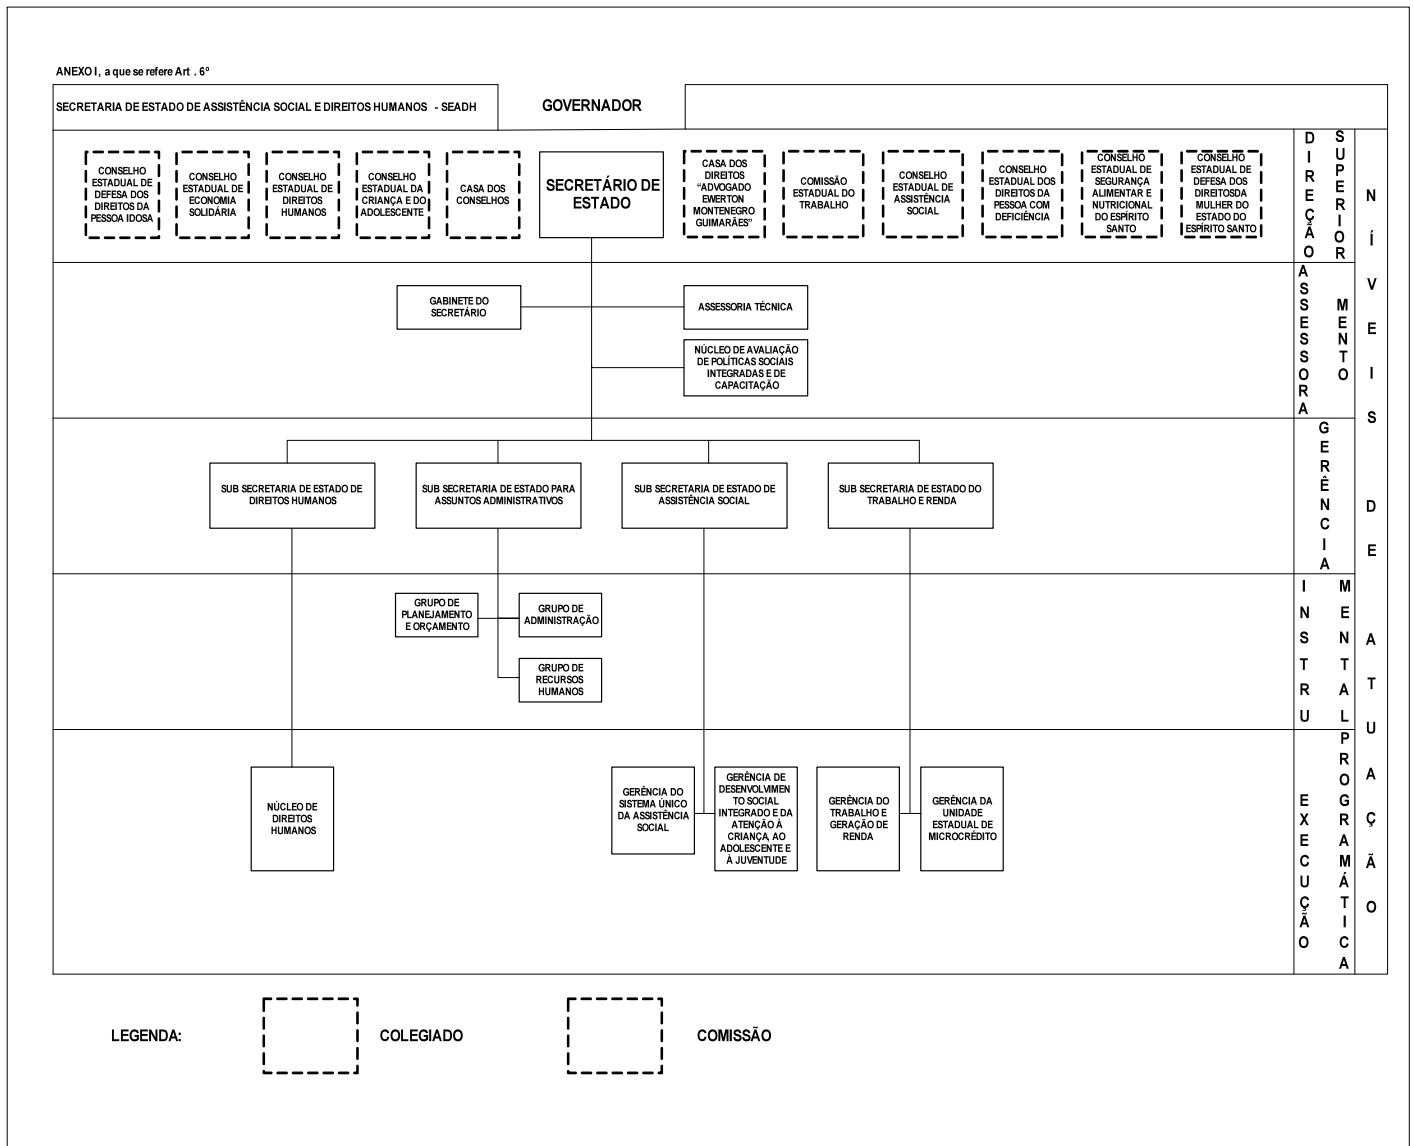 ANEXO I, a que se refere Art . 6º
SECRETARIA DE ESTADO DE ASSISTÊNCIA SOCIAL E DIREITOS HUMANOS - SEADH
GOVERNADOR
CONSELHO
ESTADUAL DE
DEFESA DOS
DIREITOS DA
PESSOA IDOSA
CONSELHO
ESTADUAL DE
ECONOMIA
SOLIDÁRIA
CONSELHO
ESTADUAL DE
DIREITOS
HUMANOS
CONSELHO
ESTADUAL DA
CRIANÇA E DO
ADOLESCENTE
CASA DOS
CONSELHOS
SECRETÁRIO DE
ESTADO
CASA DOS
DIREITOS
“ADVOGADO
EWERTON
MONTENEGRO
GUIMARÃES”
COMISSÃO
ESTADUAL DO
TRABALHO
CONSELHO
ESTADUAL DE
ASSISTÊNCIA
SOCIAL
CONSELHO
ESTADUAL DOS
DIREITOS DA
PESSOA COM
DEFICIÊNCIA
CONSELHO
ESTADUAL DE
SEGURANÇA
ALIMENTAR E
NUTRICIONAL
DO ESPÍRITO
SANTO
CONSELHO
ESTADUAL DE
DEFESA DOS
DIREITOSDA
MULHER DO
ESTADO DO
ESPÍRITO SANTO
DIREÇÃO
SUPERIOR
GABINETE DO
SECRETÁRIO
ASSESSORIA TÉCNICA
NÚCLEO DE AVALIAÇÃO
DE POLÍTICAS SOCIAIS
INTEGRADAS E DE
CAPACITAÇÃO
ASSESSORA
MENTO
SUB SECRETARIA DE ESTADO DE
DIREITOS HUMANOS
SUB SECRETARIA DE ESTADO PARA
ASSUNTOS ADMINISTRATIVOS
SUB SECRETARIA DE ESTADO DE
ASSISTÊNCIA SOCIAL
SUB SECRETARIA DE ESTADO DO
TRABALHO E RENDA
GERÊNCIA
GRUPO DE
PLANEJAMENTO
E ORÇAMENTO
GRUPO DE
ADMINISTRAÇÃO
GRUPO DE
RECURSOS
HUMANOS
INSTRU
MENTAL
NÚCLEO DE
DIREITOS
HUMANOS
GERÊNCIA DO
SISTEMA ÚNICO
DA ASSISTÊNCIA
SOCIAL
GERÊNCIA DE
DESENVOLVIMEN
TO SOCIAL
INTEGRADO E DA
ATENÇÃO À
CRIANÇA, AO
ADOLESCENTE E
À JUVENTUDE
GERÊNCIA DO
TRABALHO E
GERAÇÃO DE
RENDA
GERÊNCIA DA
UNIDADE
ESTADUAL DE
MICROCRÉDITO
EXECUÇÃO
PROGRAMÁTICA
NÍVEIS DE ATUAÇÃO
LEGENDA:
COLEGIADO
COMISSÃO